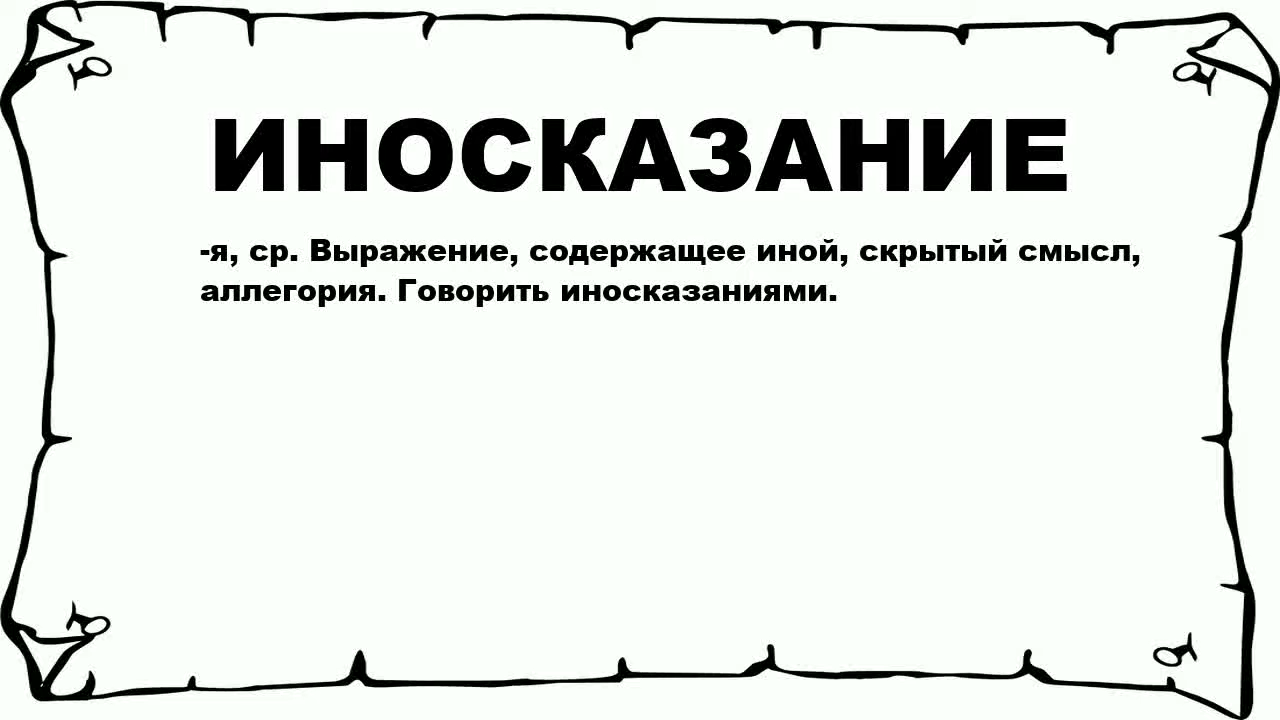 ИНОСКАЗАНИЕ
-я, ср. Выражение, содержащее иной, скрытый смысл,
аллегория. Говорить иносказаниями.